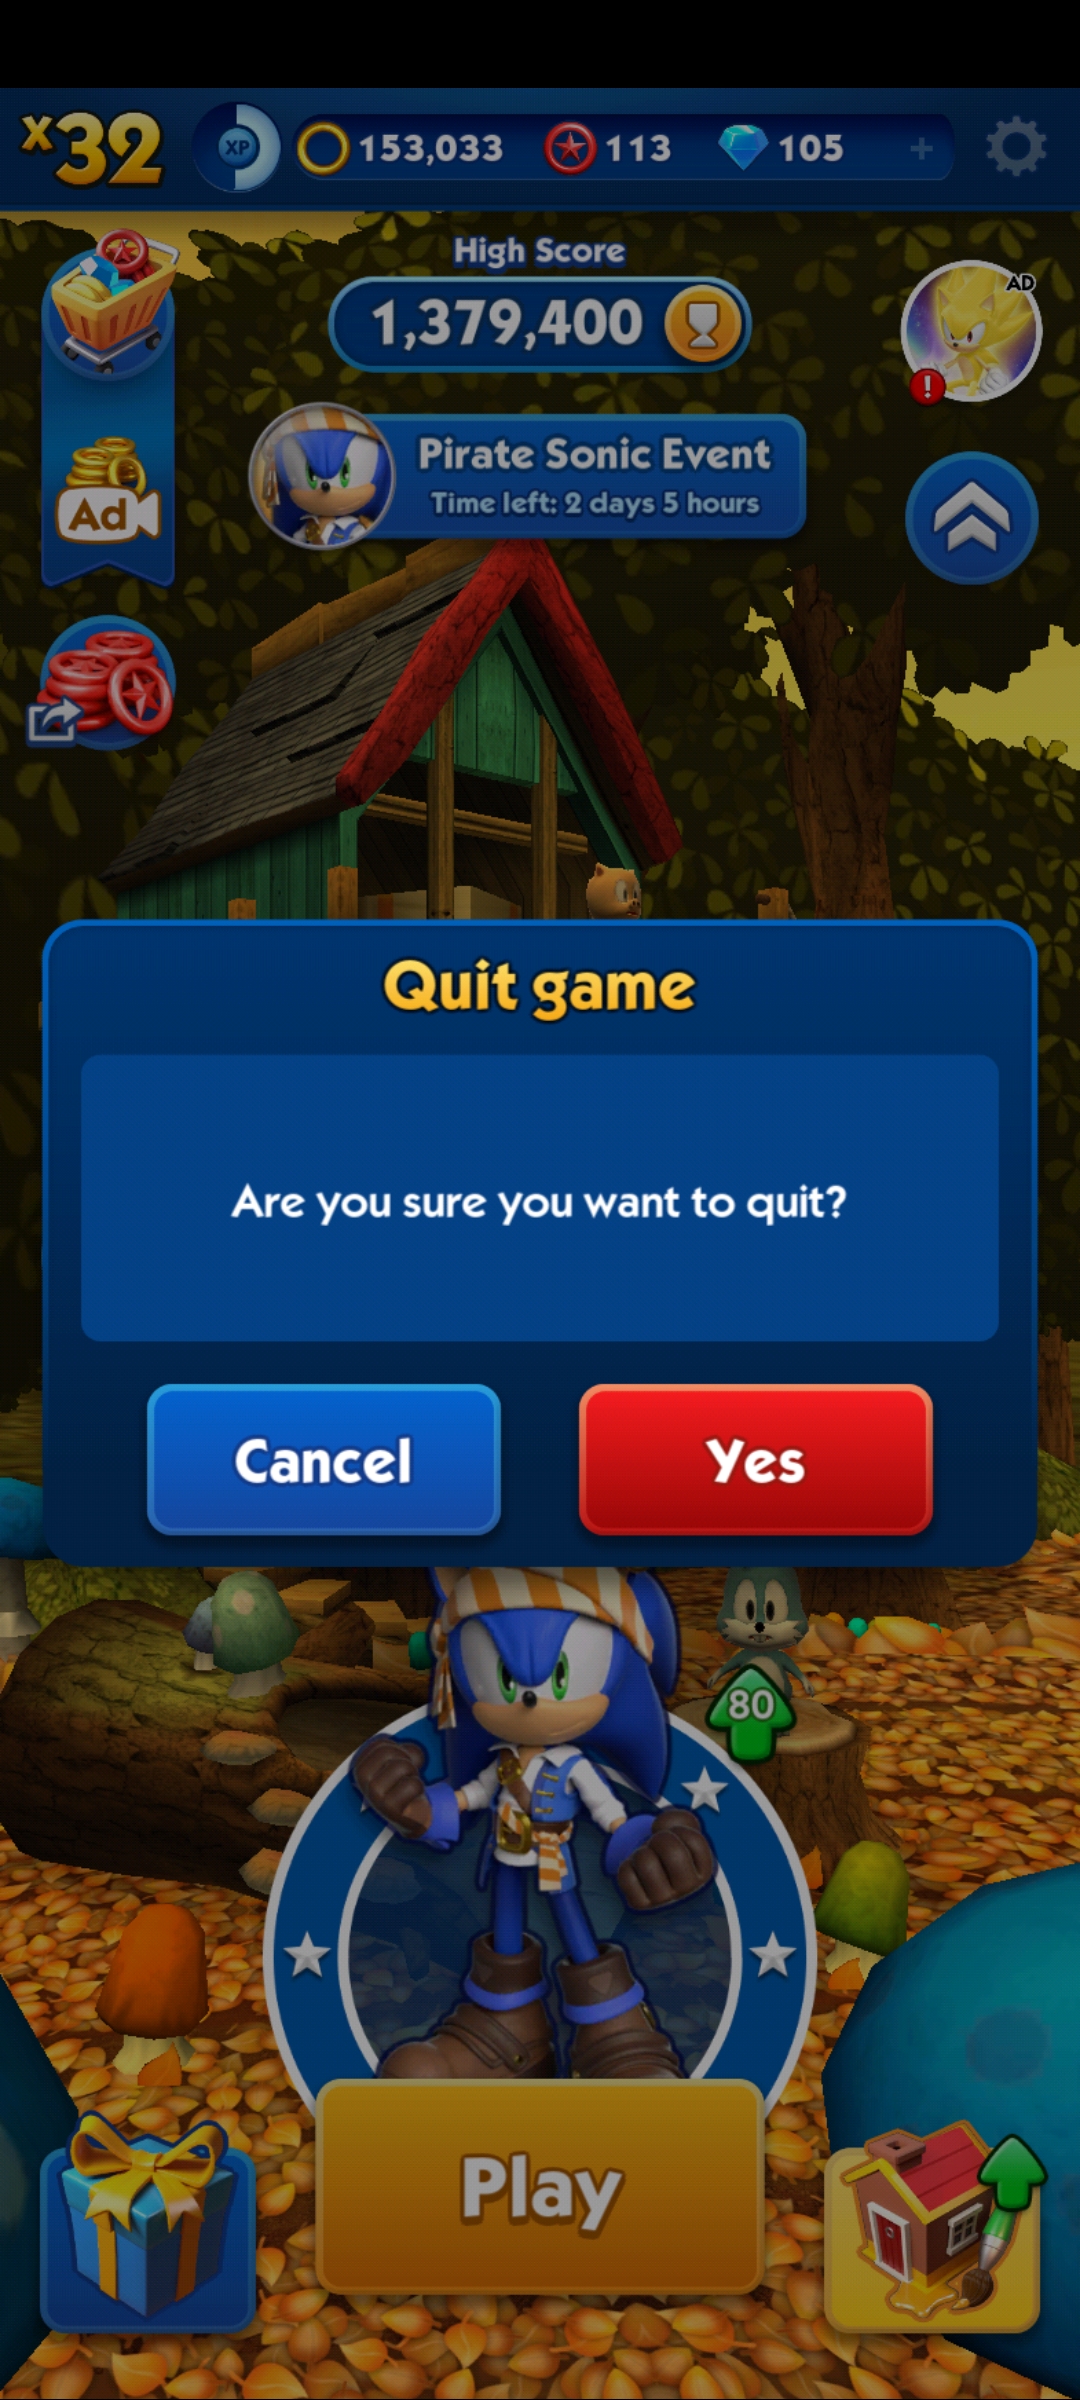 x32
XP
153,033
113
105
+
High Score
1,379,400
AD
!
Pirate Sonic Event
Time left: 2 days 5 hours
Ad
Quit game
Are you sure you want to quit?
Cancel
Yes
80
Play